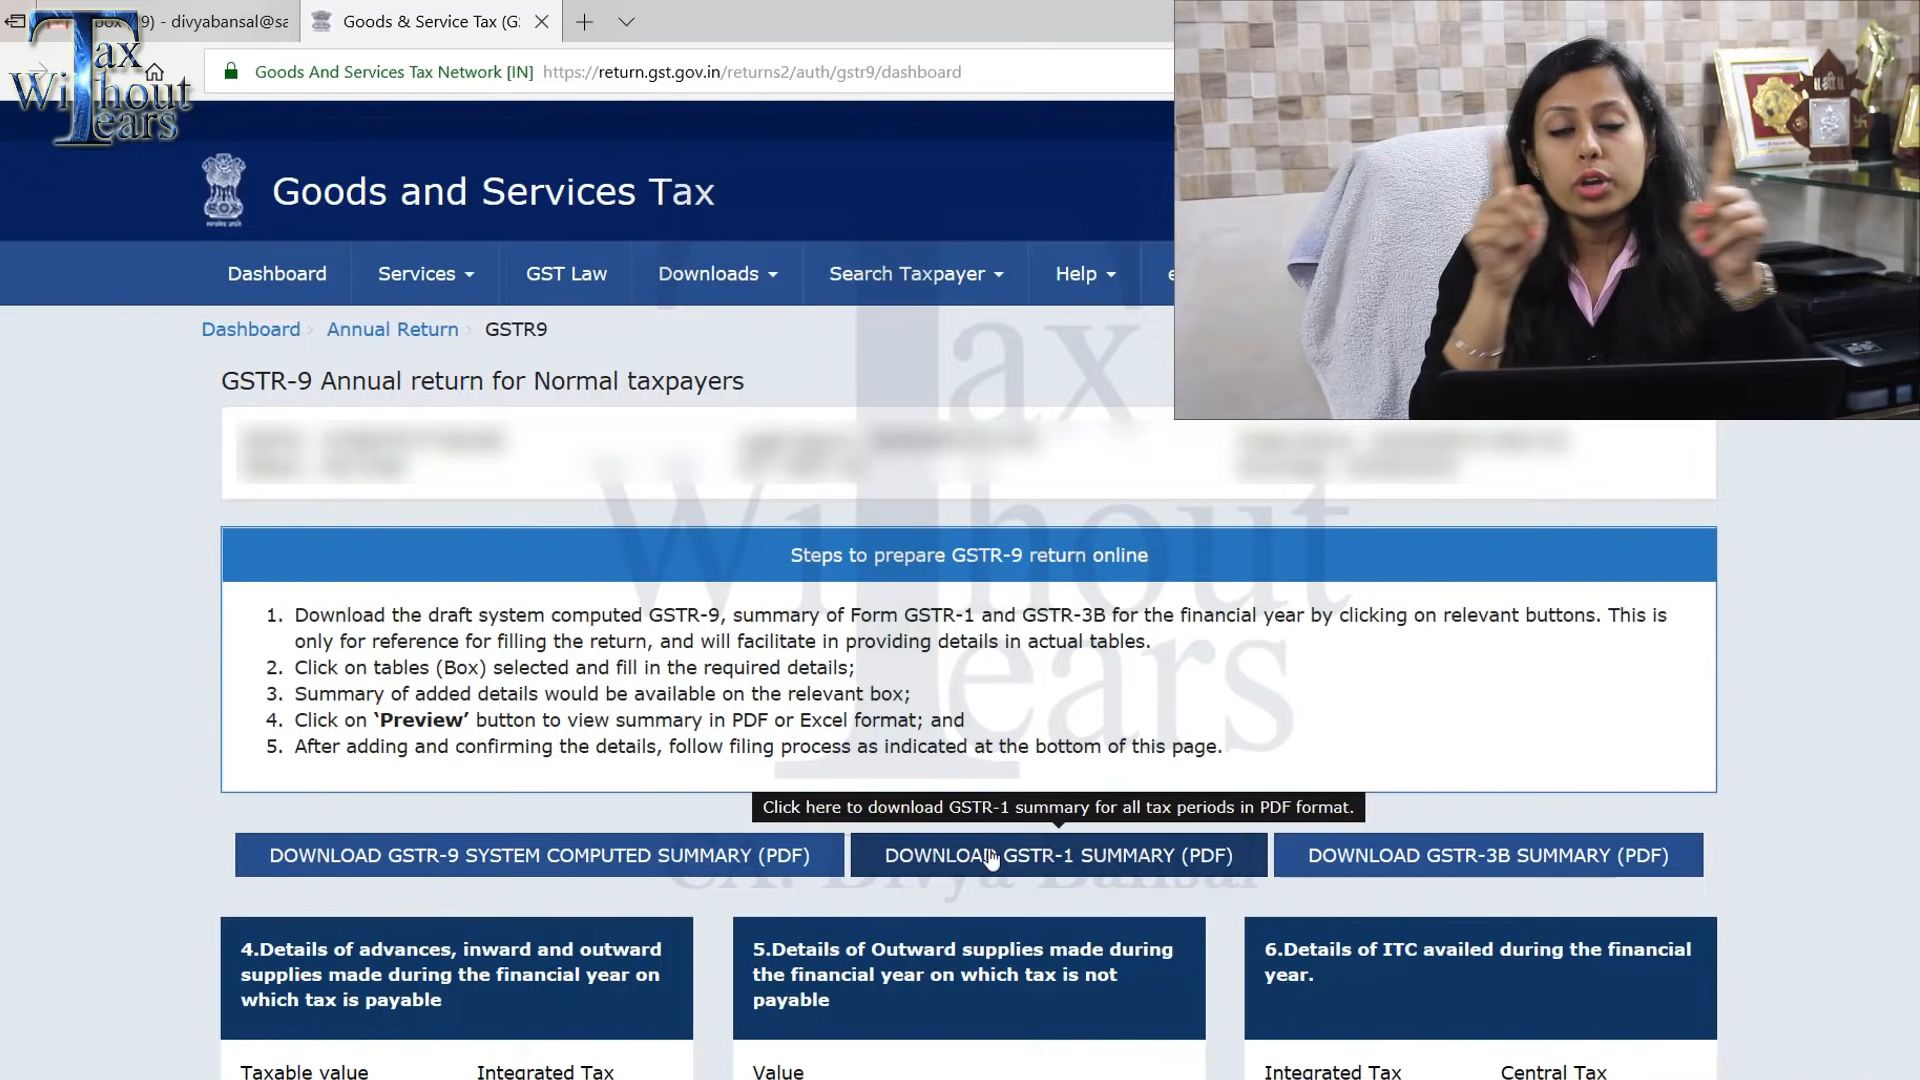 box (9) - divyabansal@sa
Goods & Service Tax (GS
Tax
Without
Tears
Goods And Services Tax Network [IN] https://return.gst.gov.in/returns2/auth/gstr9/dashboard
Goods and Services Tax
Dashboard Services GST Law Downloads Search Taxpayer Help e
Dashboard Annual Return GSTR9
GSTR-9 Annual return for Normal taxpayers
Tax
Without
Tears
CA. Divya Bansal
Steps to prepare GSTR-9 return online
1. Download the draft system computed GSTR-9, summary of Form GSTR-1 and GSTR-3B for the financial year by clicking on relevant buttons. This is
only for reference for filling the return, and will facilitate in providing details in actual tables.
2. Click on tables (Box) selected and fill in the required details;
3. Summary of added details would be available on the relevant box;
4. Click on ‘Preview’ button to view summary in PDF or Excel format; and
5. After adding and confirming the details, follow filing process as indicated at the bottom of this page.
Click here to download GSTR-1 summary for all tax periods in PDF format.
DOWNLOAD GSTR-9 SYSTEM COMPUTED SUMMARY (PDF) DOWNLOAD GSTR-1 SUMMARY (PDF) DOWNLOAD GSTR-3B SUMMARY (PDF)
4.Details of advances, inward and outward
supplies made during the financial year on
which tax is payable
5.Details of Outward supplies made during
the financial year on which tax is not
payable
6.Details of ITC availed during the financial
year.
Taxable value Integrated Tax
Value
Integrated Tax Central Tax